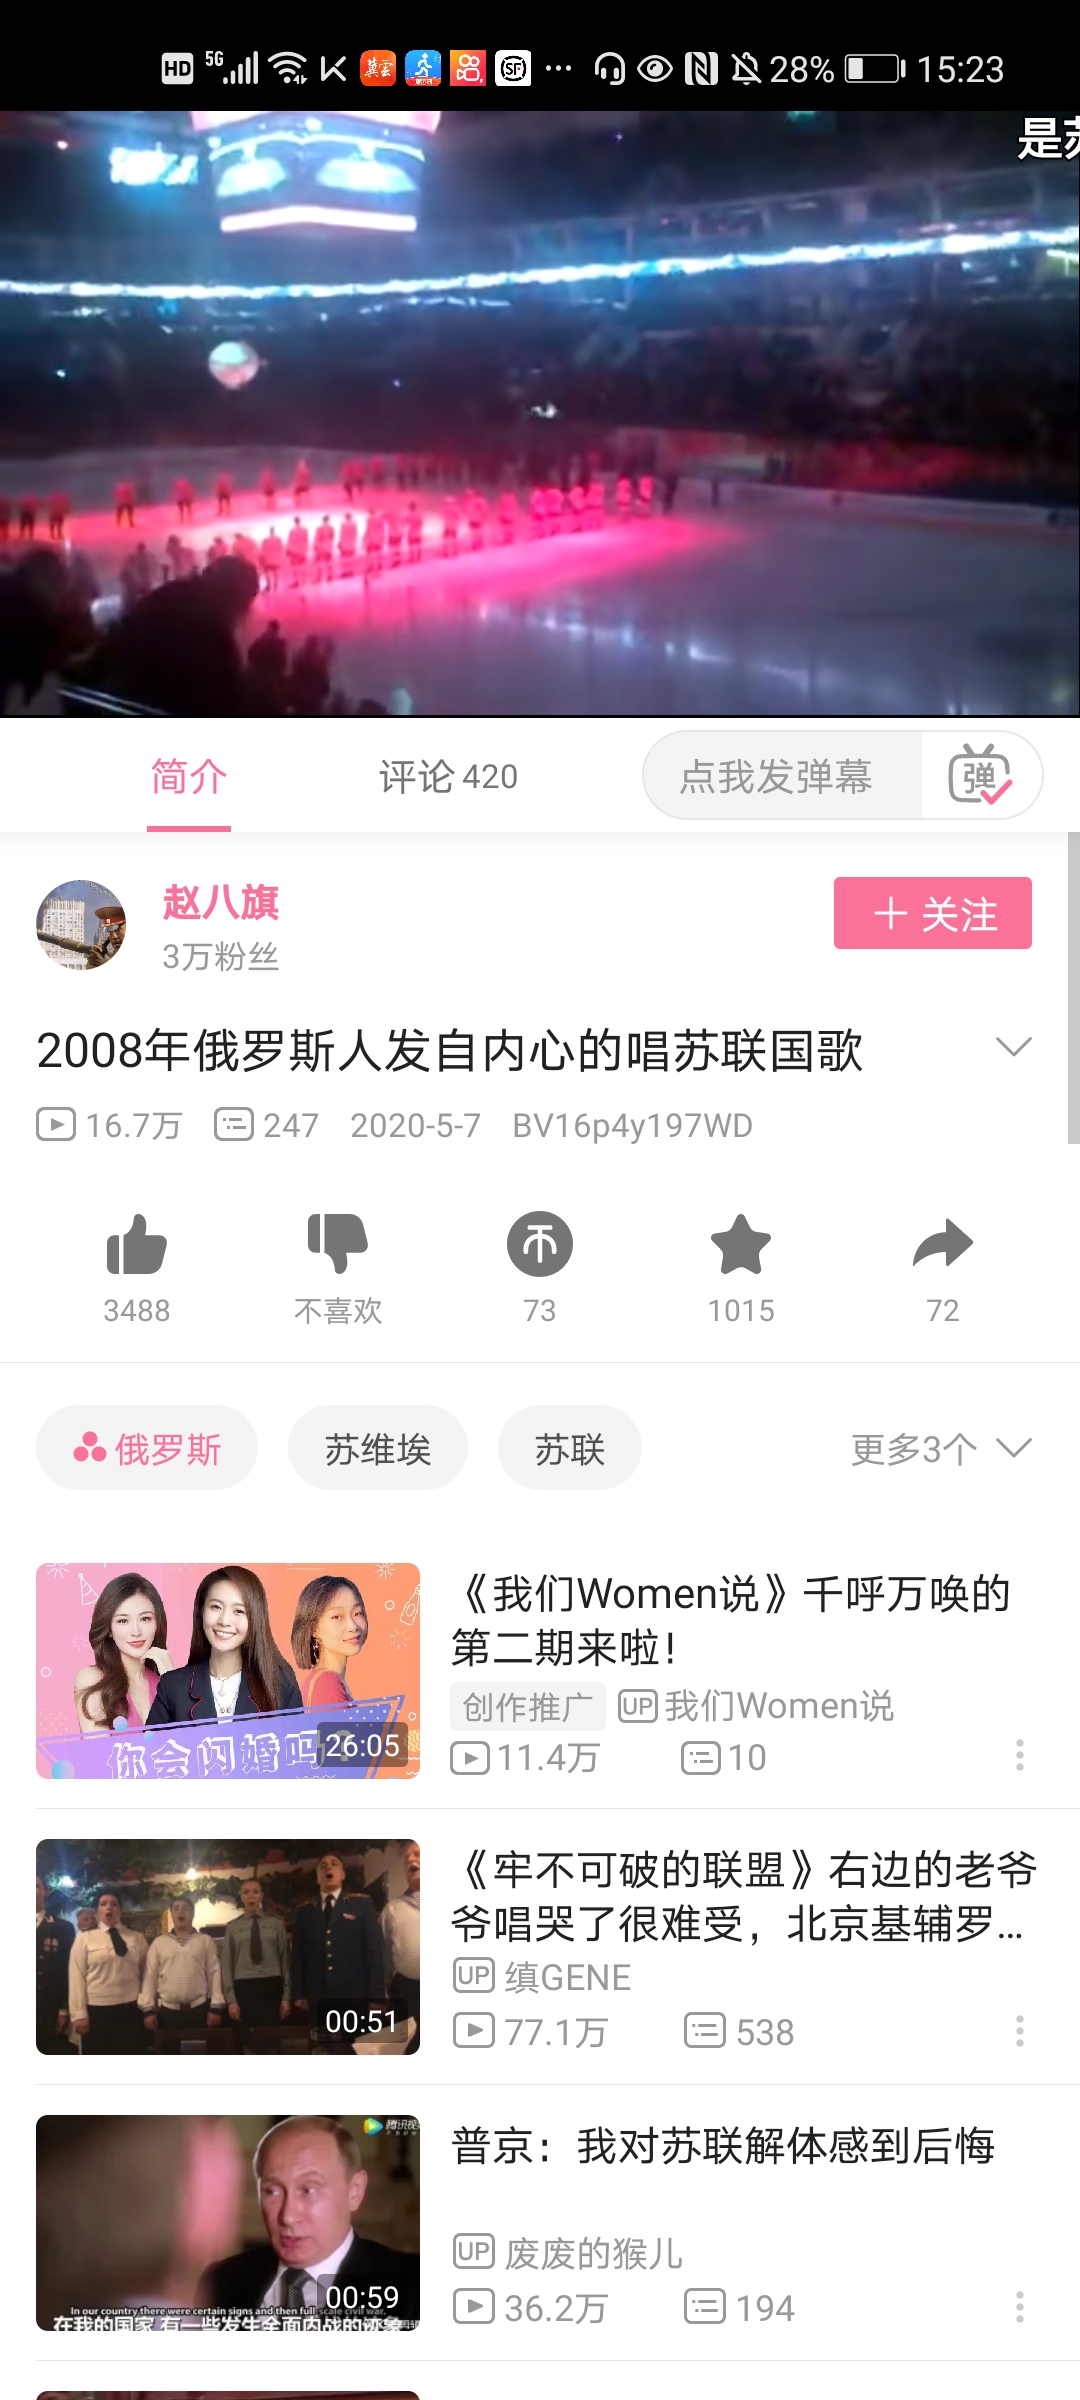 HD 5G 冀雲 SF 28% 15:23
是苏
简介 评论 420 点我发弹幕 弹
赵八旗
3万粉丝
＋ 关注
2008年俄罗斯人发自内心的唱苏联国歌
16.7万 247 2020-5-7 BV16p4y197WD
3488 不喜欢 73 1015 72
俄罗斯 苏维埃 苏联 更多3个
你会闪婚吗?
26:05
《我们Women说》千呼万唤的
第二期来啦！
创作推广 UP 我们Women说
11.4万 10
00:51
《牢不可破的联盟》右边的老爷
爷唱哭了很难受，北京基辅罗...
UP 缜GENE
77.1万 538
腾讯视
00:59
In our country there were certain signs and then full scale civil war.
在我的国家,有一些发生全面内战的迹象
普京：我对苏联解体感到后悔
UP 废废的猴儿
36.2万 194